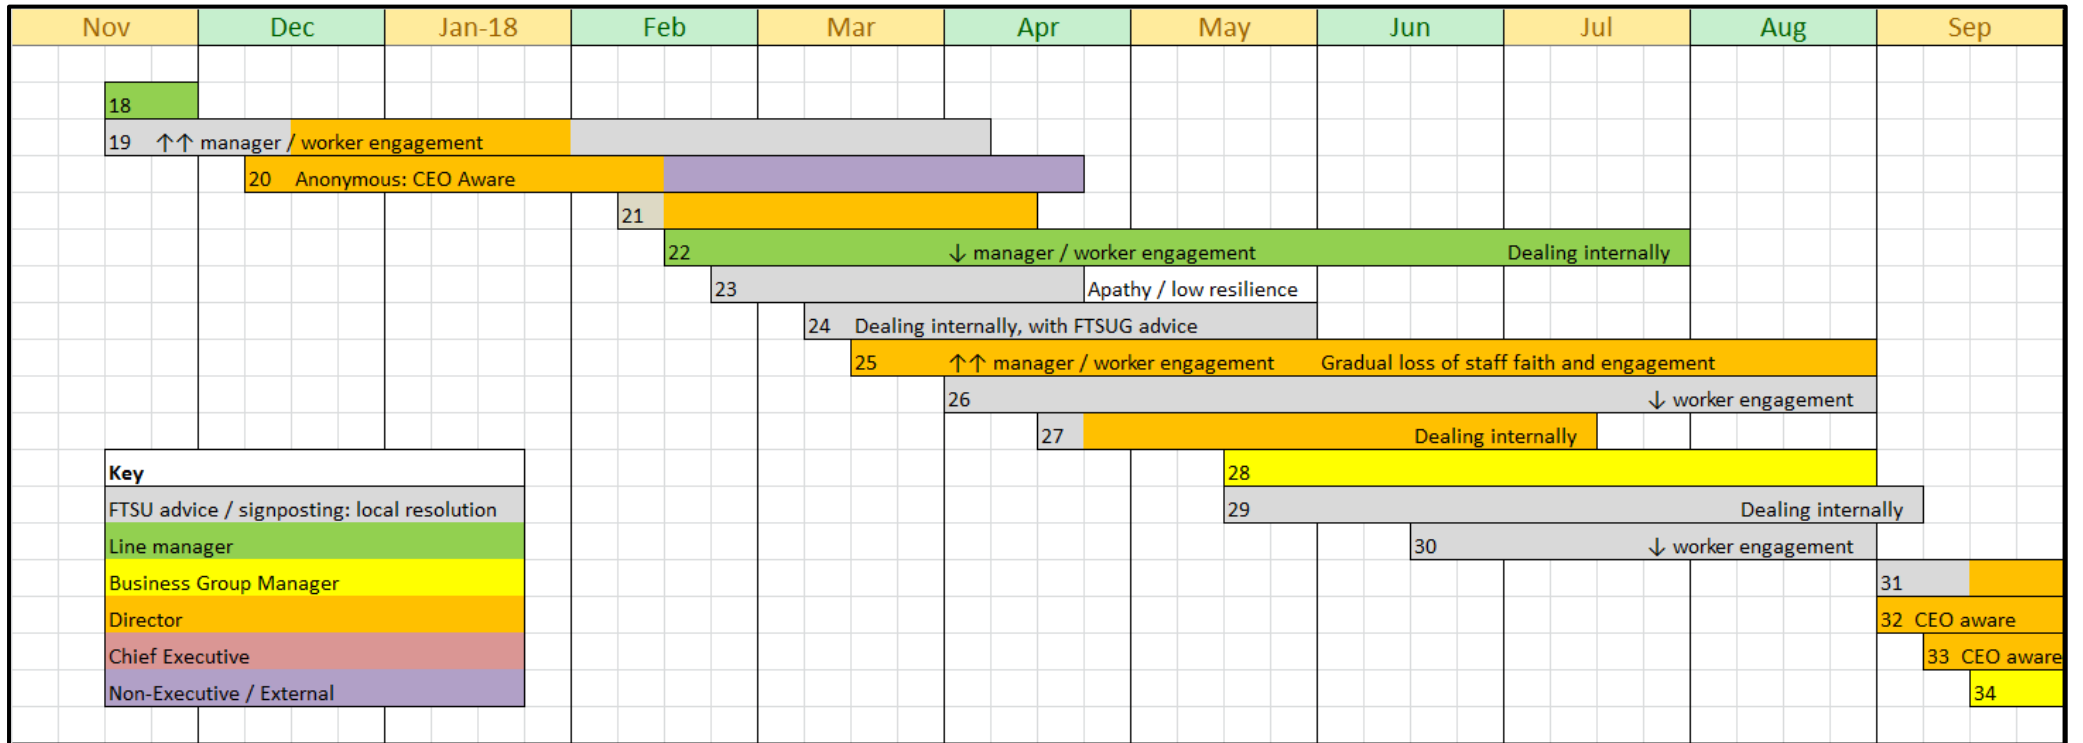 Nov Dec Jan-18 Feb Mar Apr May Jun Jul Aug Sep
18
19 ↑↑ manager / worker engagement
20 Anonymous: CEO Aware
21
22 ↓ manager / worker engagement Dealing internally
23 Apathy / low resilience
24 Dealing internally, with FTSUG advice
25 ↑↑ manager / worker engagement Gradual loss of staff faith and engagement
26 ↓ worker engagement
27 Dealing internally
Key
28
FTSU advice / signposting: local resolution
29 Dealing internally
Line manager
30 ↓ worker engagement
Business Group Manager
31
Director
32 CEO aware
Chief Executive
33 CEO aware
Non-Executive / External
34